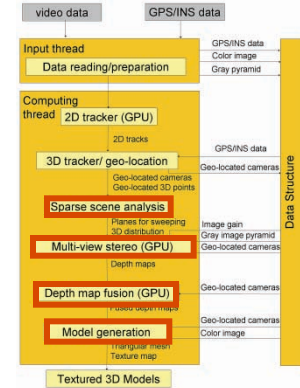 video data
GPS/INS data
Input thread
Data reading/preparation
GPS/INS data
Color image
Gray pyramid
Computing
thread
2D tracker (GPU)
2D tracks
3D tracker/ geo-location
GPS/INS data
Geo-located cameras
Geo-located cameras
Geo-located 3D points
Sparse scene analysis
Planes for sweeping
3D distribution
Image gain
Gray image pyramid
Multi-view stereo (GPU)
Geo-located cameras
Depth maps
Depth map fusion (GPU)
Geo-located cameras
Fused depth maps
Model generation
Geo-located cameras
Color image
Triangular mesh
Texture map
Textured 3D Models
Data Structure